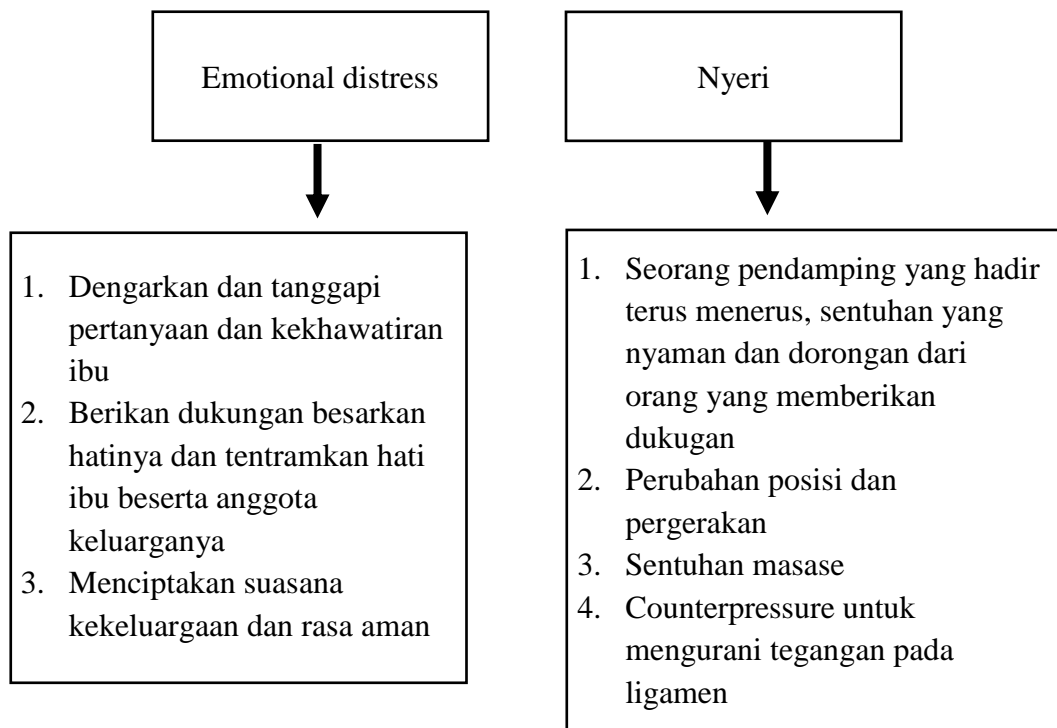 Emotional distress
Nyeri
1. Dengarkan dan tanggapi
pertanyaan dan kekhawatiran
ibu
2. Berikan dukungan besarkan
hatinya dan tentramkan hati
ibu beserta anggota
keluarganya
3. Menciptakan suasana
kekeluargaan dan rasa aman
1. Seorang pendamping yang hadir
terus menerus, sentuhan yang
nyaman dan dorongan dari
orang yang memberikan
dukugan
2. Perubahan posisi dan
pergerakan
3. Sentuhan masase
4. Counterpressure untuk
mengurani tegangan pada
ligamen